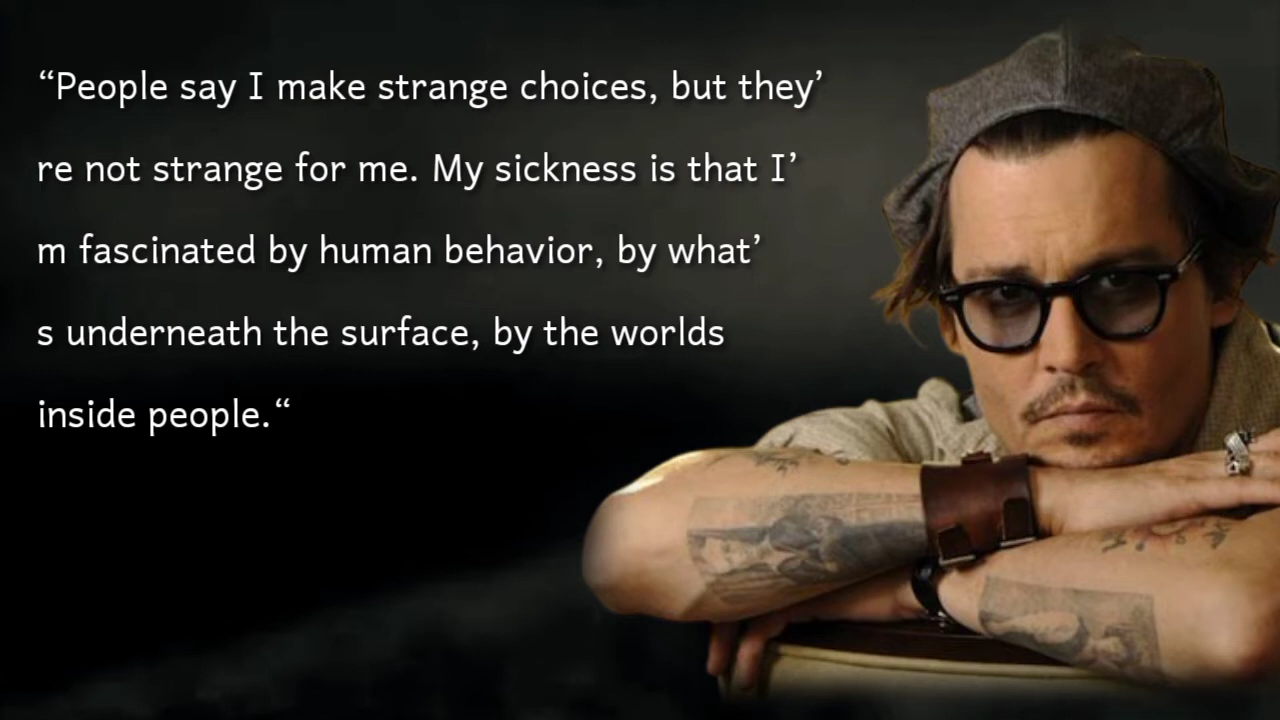 “People say I make strange choices, but they’
re not strange for me. My sickness is that I’
m fascinated by human behavior, by what’
s underneath the surface, by the worlds
inside people.“